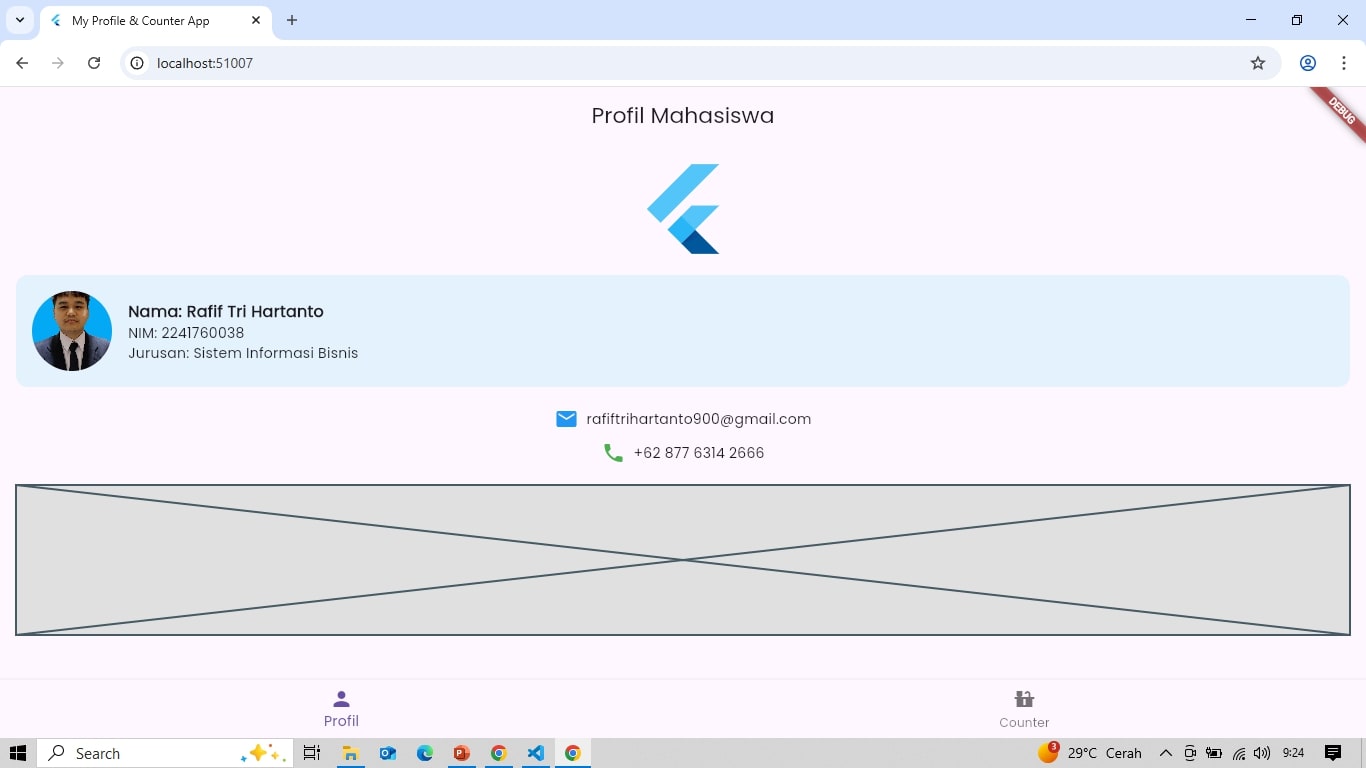 My Profile & Counter App
localhost:51007
Profil Mahasiswa
DEBUG
Nama: Rafif Tri Hartanto
NIM: 2241760038
Jurusan: Sistem Informasi Bisnis
rafiftrihartanto900@gmail.com
+62 877 6314 2666
Profil
Counter
Search
3
29°C Cerah
9:24